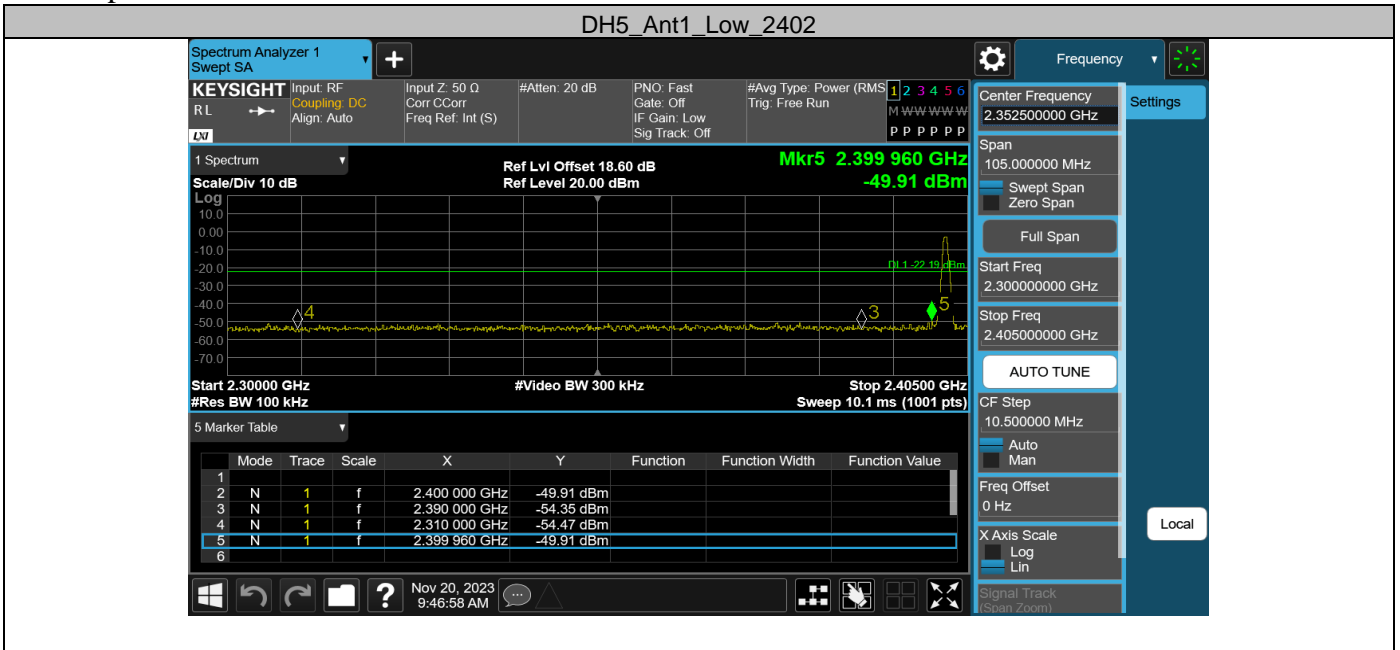 DH5_Ant1_Low_2402
Spectrum Analyzer 1
Swept SA
Frequency
KEYSIGHT
RL
LXI
Input: RF
Coupling: DC
Align: Auto
Input Z: 50 Ω
Corr CCorr
Freq Ref: Int (S)
#Atten: 20 dB
PNO: Fast
Gate: Off
IF Gain: Low
Sig Track: Off
#Avg Type: Power (RMS
Trig: Free Run
1 2 3 4 5 6
M W W W W W
P P P P P P
1 Spectrum
Scale/Div 10 dB
Ref Lvl Offset 18.60 dB
Ref Level 20.00 dBm
Mkr5 2.399 960 GHz
-49.91 dBm
Log
10.0
0.00
-10.0
-20.0
-30.0
-40.0
-50.0
-60.0
-70.0
DL1 -22.19 dBm
4
3
5
Start 2.30000 GHz
#Video BW 300 kHz
Stop 2.40500 GHz
#Res BW 100 kHz
Sweep 10.1 ms (1001 pts)
5 Marker Table
Mode Trace Scale X Y Function Function Width Function Value
1
2 N 1 f 2.400 000 GHz -49.91 dBm
3 N 1 f 2.390 000 GHz -54.35 dBm
4 N 1 f 2.310 000 GHz -54.47 dBm
5 N 1 f 2.399 960 GHz -49.91 dBm
6
Nov 20, 2023
9:46:58 AM
Center Frequency
2.352500000 GHz
Settings
Span
105.000000 MHz
Swept Span
Zero Span
Full Span
Start Freq
2.300000000 GHz
Stop Freq
2.405000000 GHz
AUTO TUNE
CF Step
10.500000 MHz
Auto
Man
Freq Offset
0 Hz
Local
X Axis Scale
Log
Lin
Signal Track
(Span Zoom)